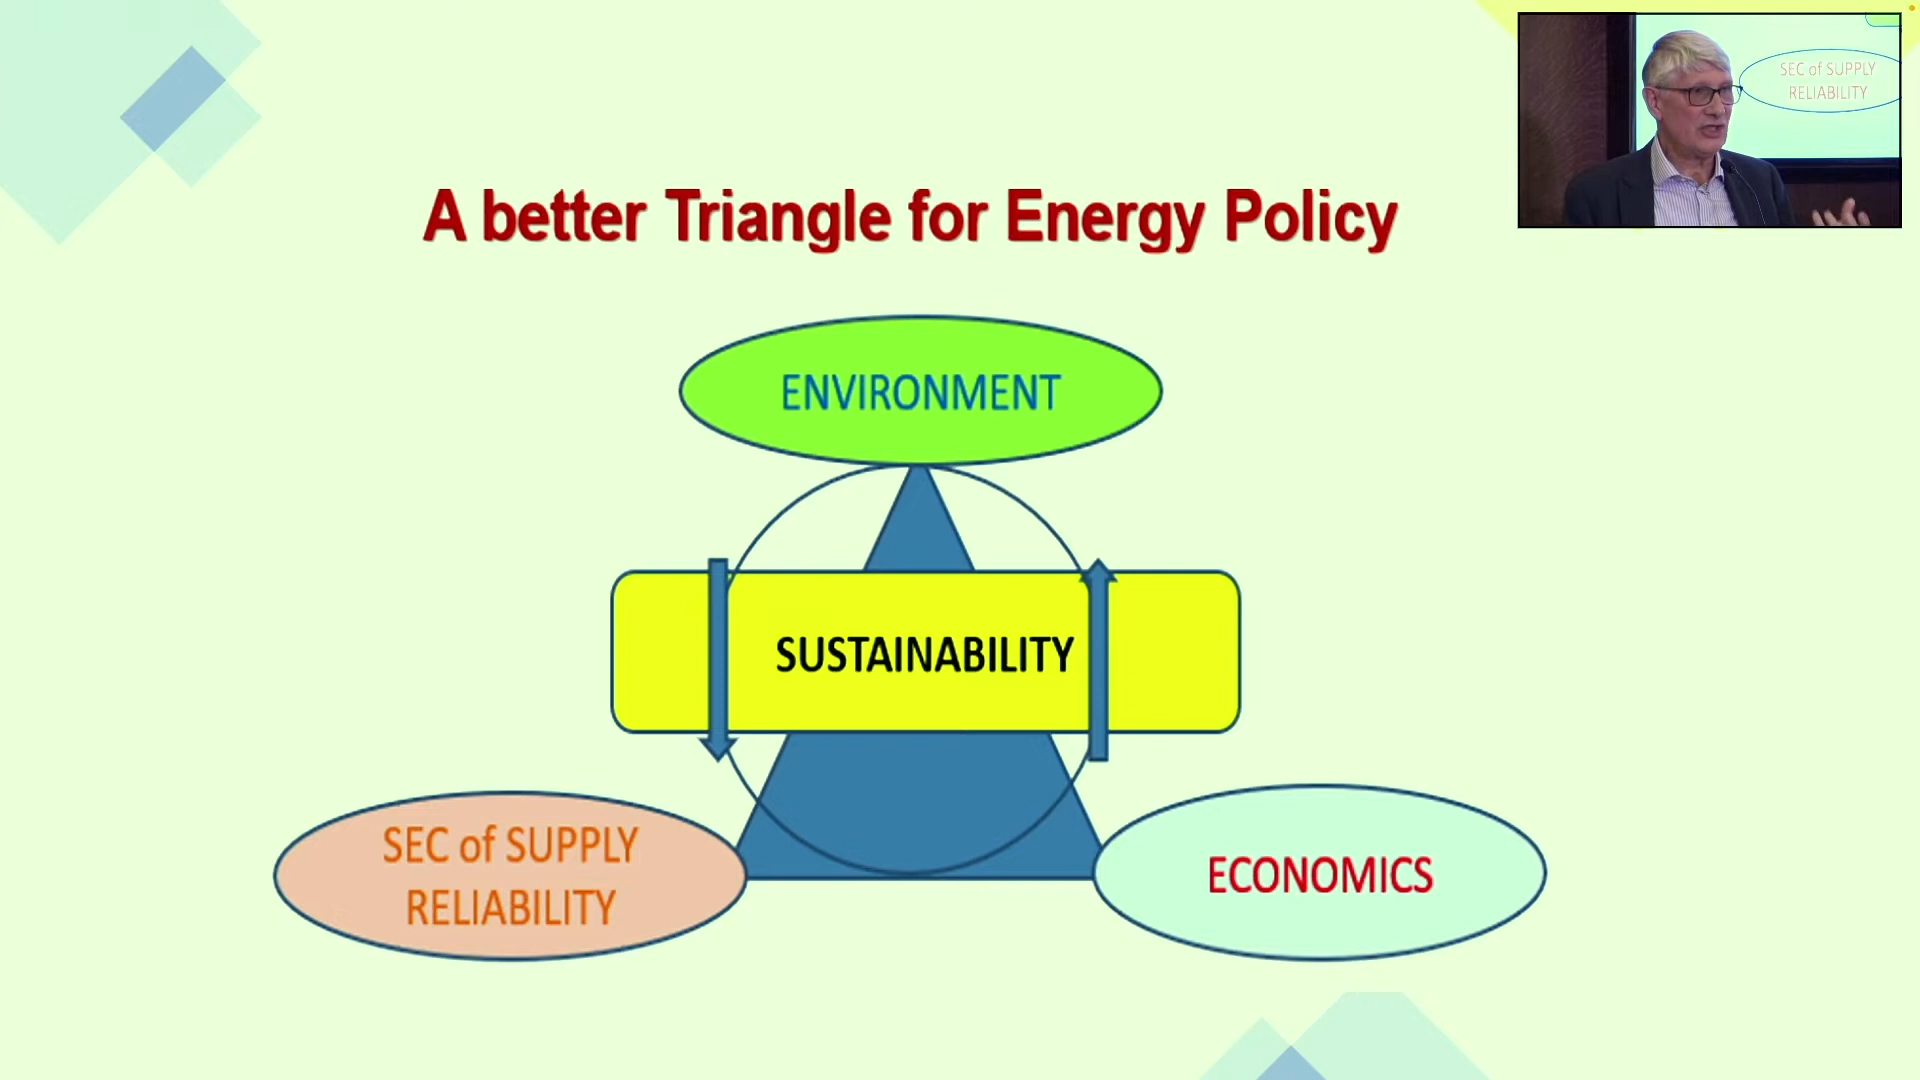 A better Triangle for Energy Policy
SEC of SUPPLY
RELIABILITY
ENVIRONMENT
SUSTAINABILITY
SEC of SUPPLY
RELIABILITY
ECONOMICS